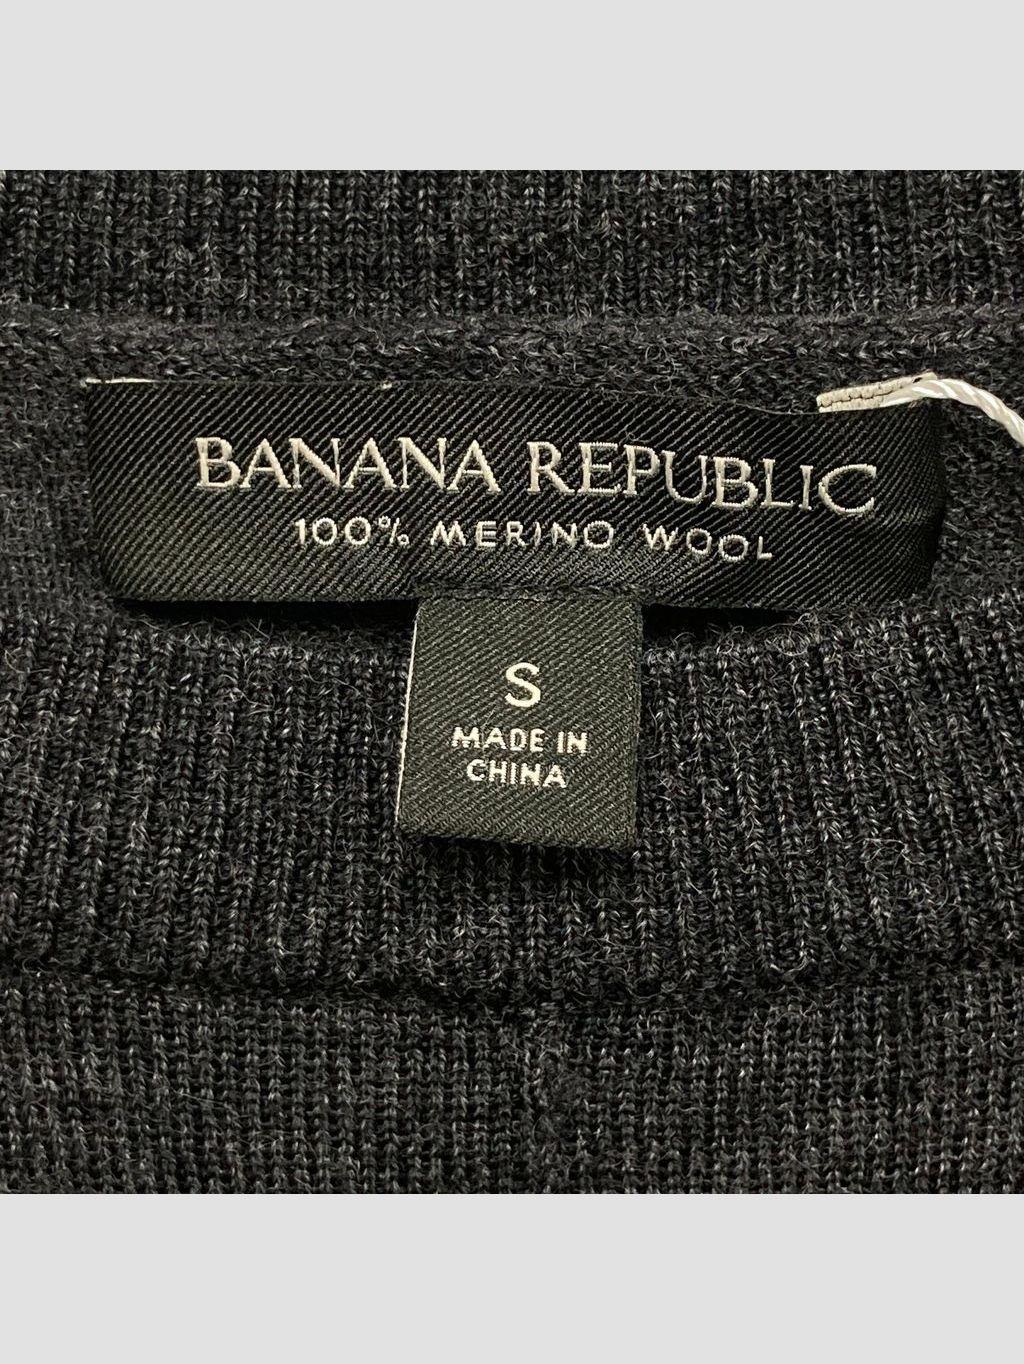 BANANA REPUBLIC
100% MERINO WOOL
S
MADE IN
CHINA